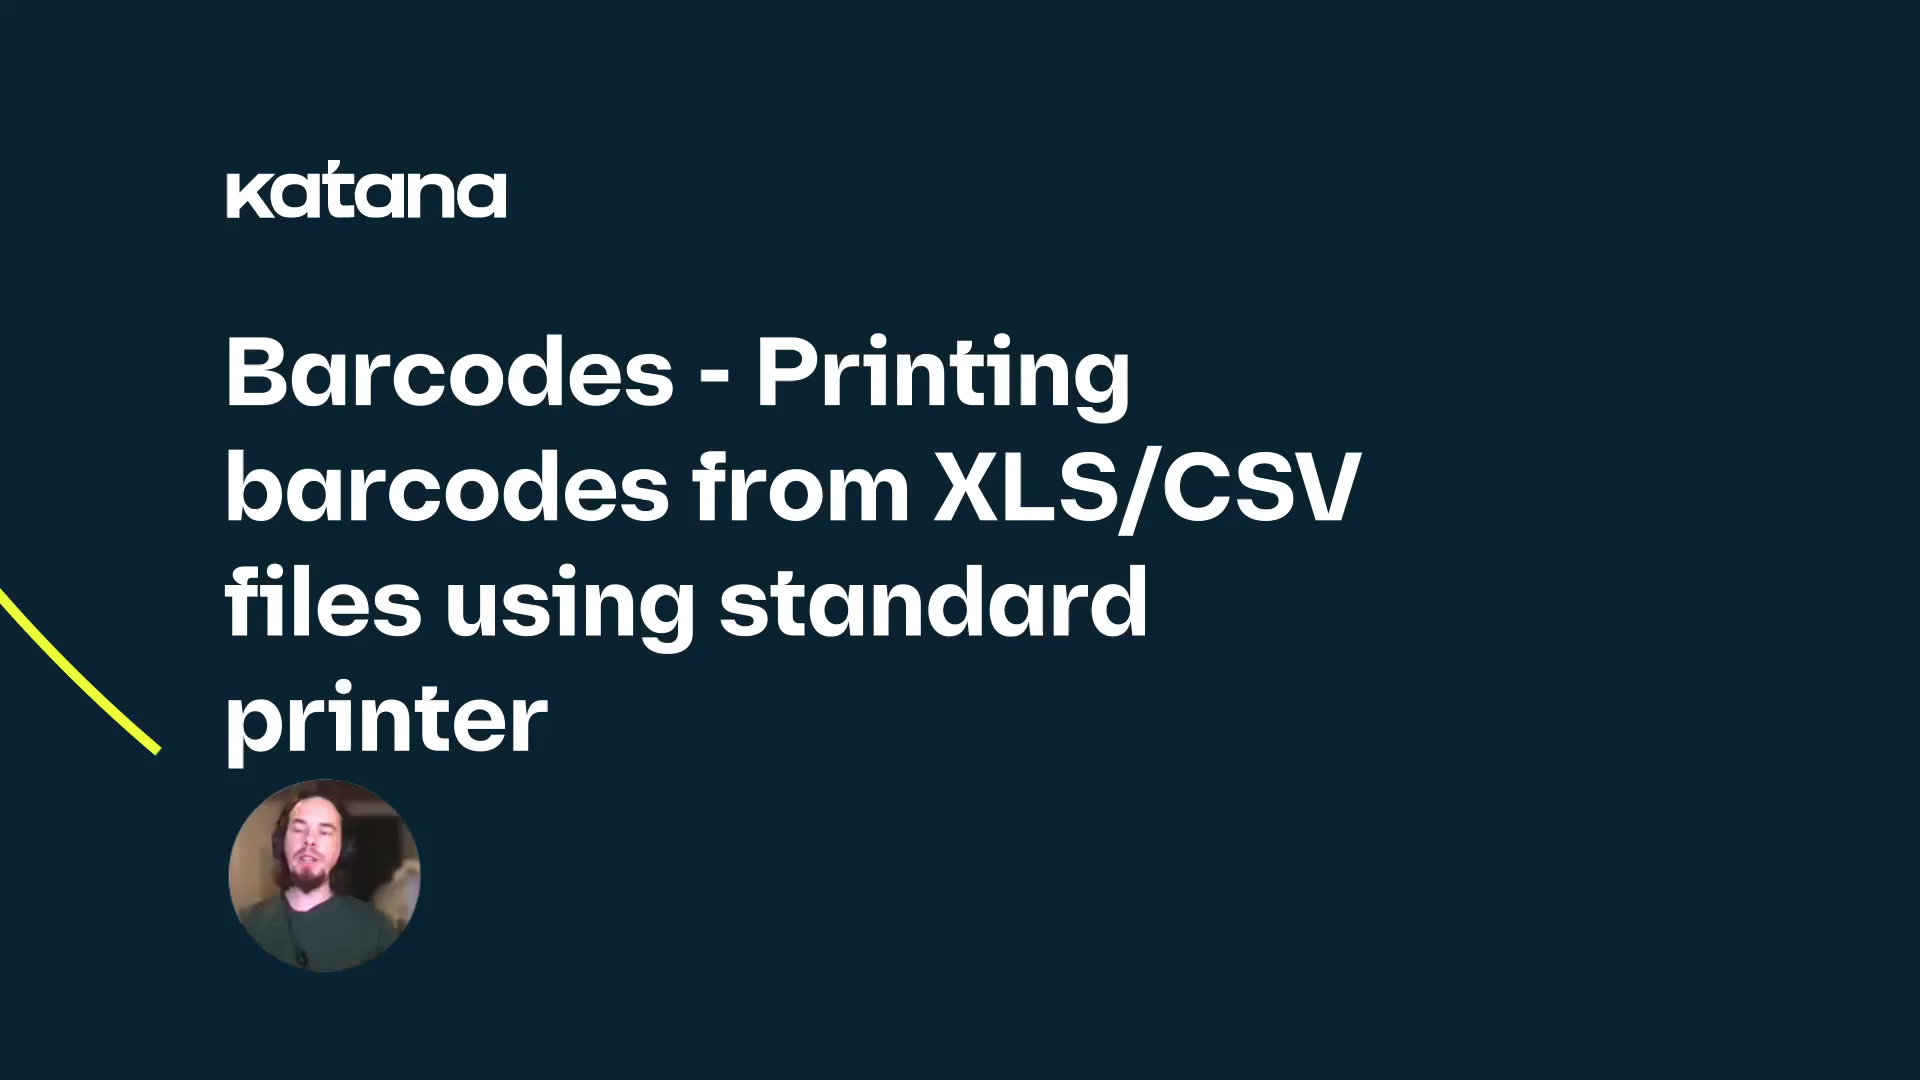 katana
Barcodes - Printing
barcodes from XLS/CSV
files using standard
printer